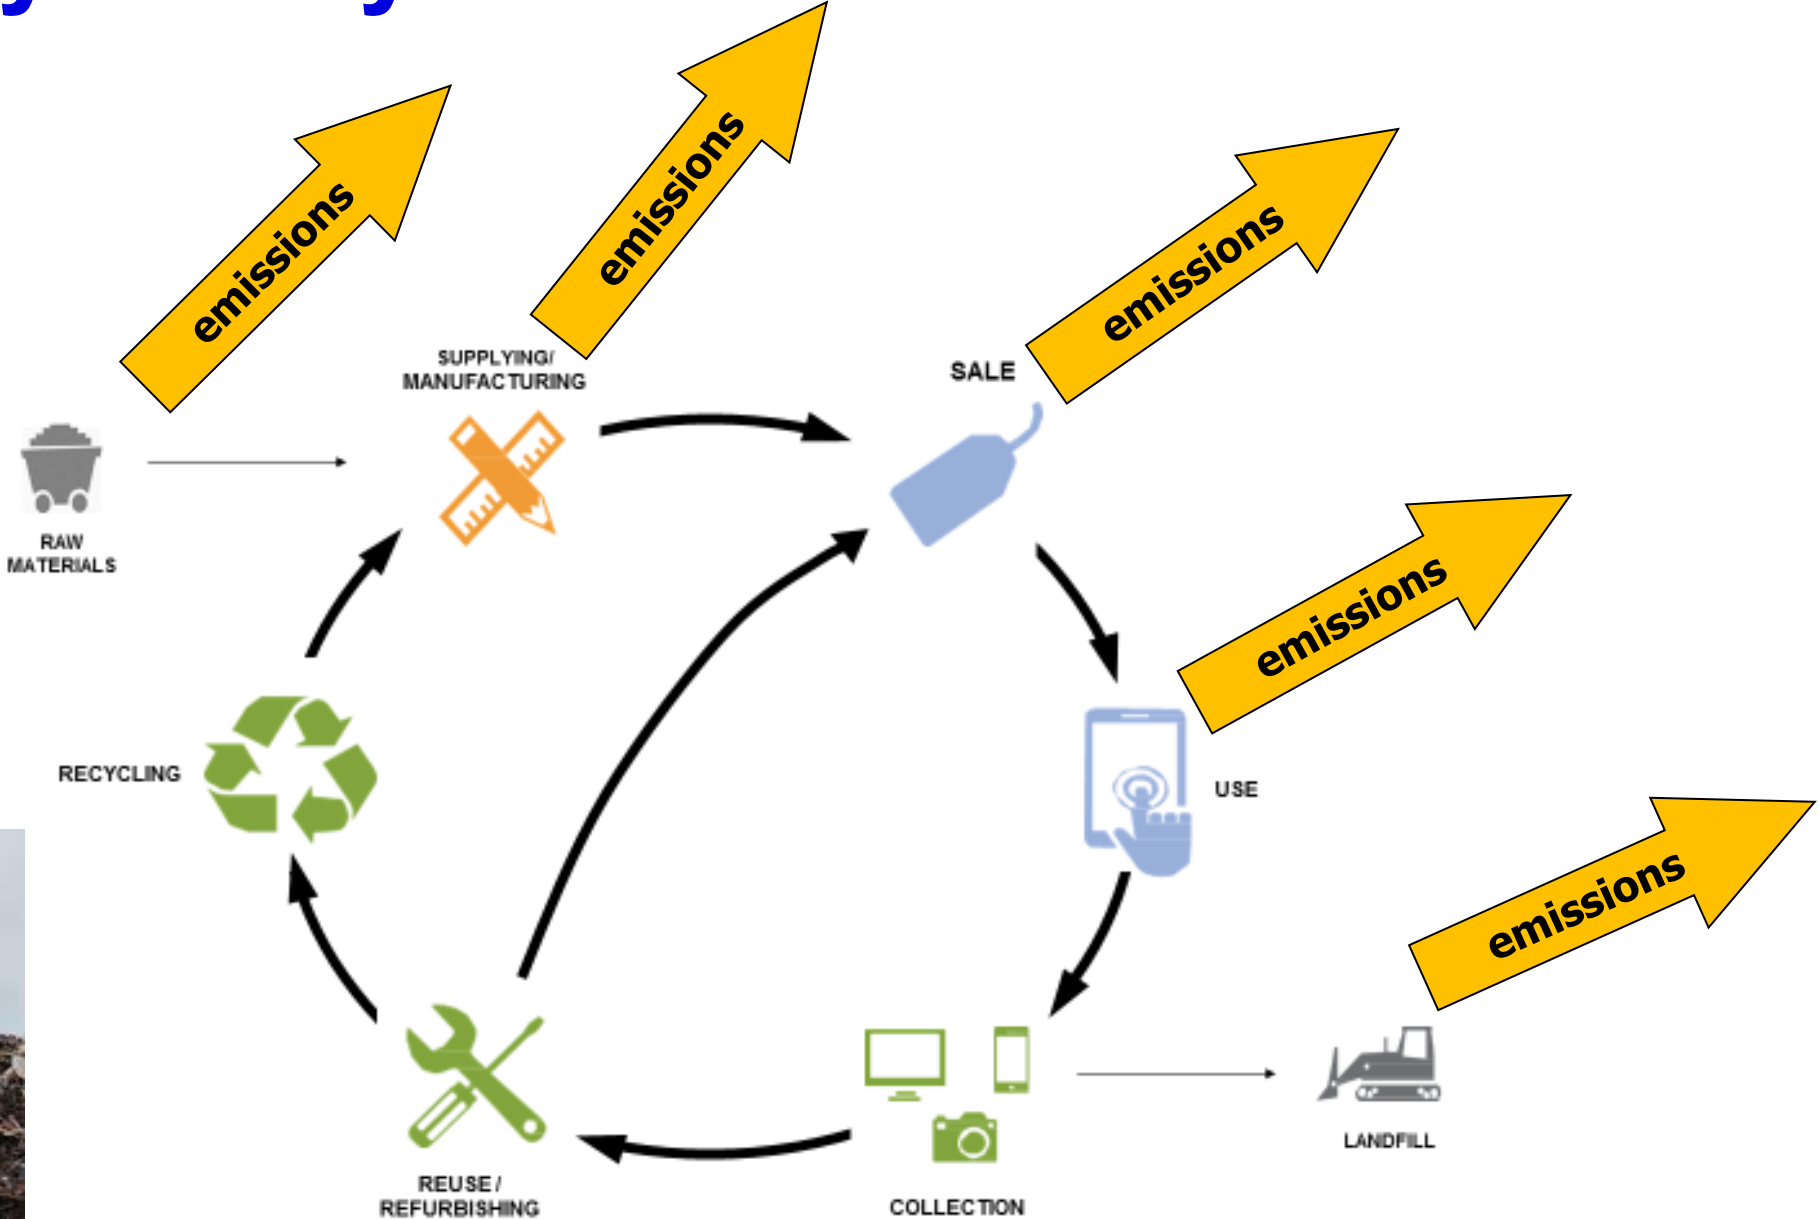 emissions
emissions
emissions
SUPPLYING/
MANUFACTURING
SALE
RAW
MATERIALS
emissions
RECYCLING
USE
emissions
LANDFILL
REUSE /
REFURBISHING
COLLECTION